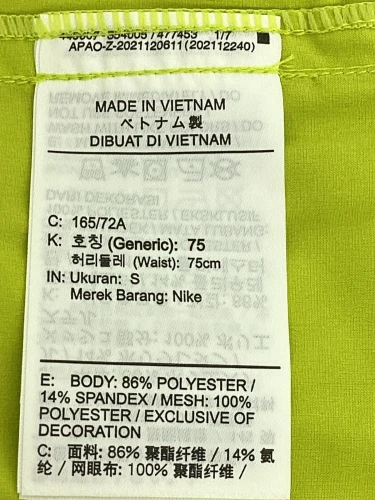 1/7
APAO-Z-2021120611 (202112240)
MADE IN VIETNAM
ベトナム製
DIBUAT DI VIETNAM
C: 165/72A
K: 호칭 (Generic): 75
허리둘레 (Waist): 75cm
IN: Ukuran: S
Merek Barang: Nike
E: BODY: 86% POLYESTER /
14% SPANDEX / MESH: 100%
POLYESTER / EXCLUSIVE OF
DECORATION
C: 面料: 86% 聚酯纤维 / 14% 氨
纶 / 网眼布: 100% 聚酯纤维 /